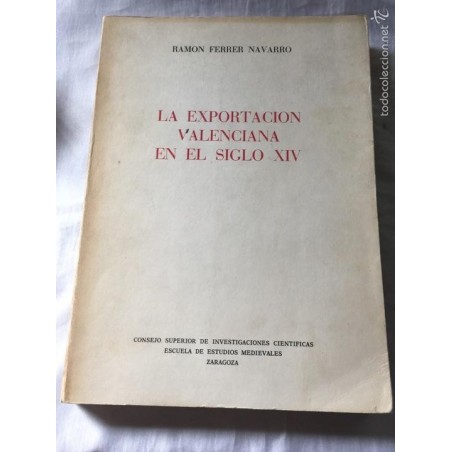 RAMON FERRER NAVARRO
LA EXPORTACION
VALENCIANA
EN EL SIGLO XIV
CONSEJO SUPERIOR DE INVESTIGACIONES CIENTIFICAS
ESCUELA DE ESTUDIOS MEDIEVALES
ZARAGOZA
todocoleccion.net
tc